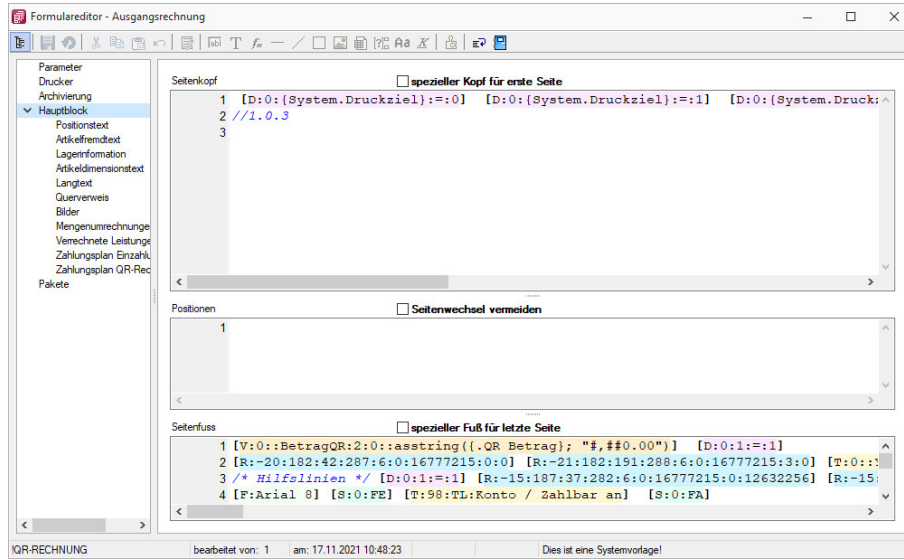 Formulareditor - Ausgangsrechnung
Parameter
Drucker
Archivierung
Hauptblock
Positionstext
Artikelfremdtext
Lagerinformation
Artikeldimensionstext
Langtext
Querverweis
Bilder
Mengenumrechnunge
Verrechnete Leistunge
Zahlungsplan Einzahlu
Zahlungsplan QR-Rec
Pakete
Seitenkopf spezieller Kopf für erste Seite
1 [D:0:{System.Druckziel}:=:0] [D:0:{System.Druckziel}:=:1] [D:0:{System.Druckz
2 //1.0.3
3
Positionen Seitenwechsel vermeiden
1
Seitenfuss spezieller Fuß für letzte Seite
1 [V:0::BetragQR:2:0::asstring({.QR Betrag}; "#,##0.00")] [D:0:1:=:1]
2 [R:-20:182:42:287:6:0:16777215:0:0] [R:-21:182:191:288:6:0:16777215:3:0] [T:0::
3 /* Hilfslinien */ [D:0:1:=:1] [R:-15:187:37:282:6:0:16777215:0:12632256] [R:-15:
4 [F:Arial 8] [S:0:FE] [T:98:TL:Konto / Zahlbar an] [S:0:FA]
!QR-RECHNUNG bearbeitet von: 1 am: 17.11.2021 10:48:23 Dies ist eine Systemvorlage!